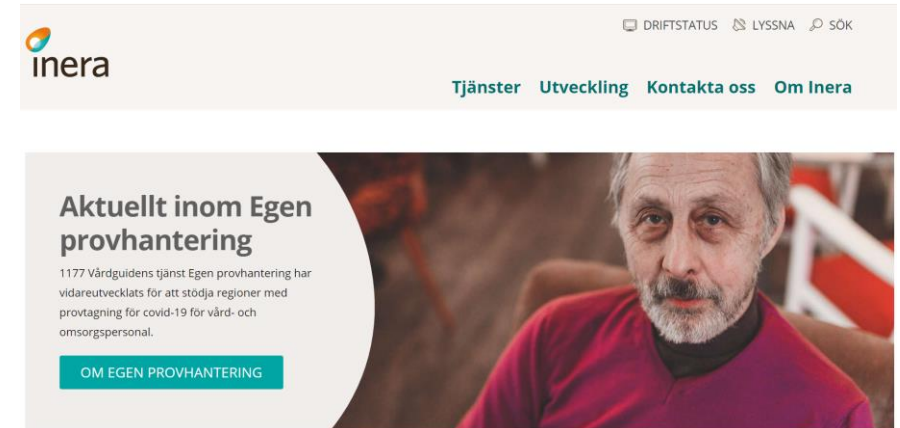 DRIFTSTATUS LYSSNA SÖK
inera
Tjänster Utveckling Kontakta oss Om Inera
Aktuellt inom Egen
provhantering
1177 Vårdguidens tjänst Egen provhantering har
vidareutvecklats för att stödja regioner med
provtagning för covid-19 för vård- och
omsorgspersonal.
OM EGEN PROVHANTERING